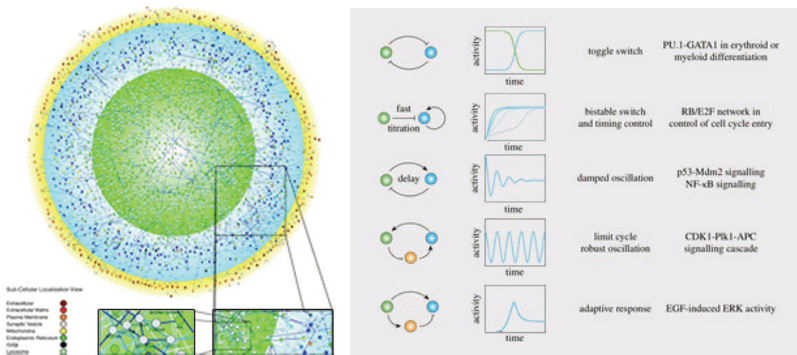 Sub-Cellular Localization View
Extracellular
Extracellular Matrix
Plasma Membrane
Synaptic Vesicle
Mitochondria
Endoplasmic Reticulum
Golgi
Lysosome
activity
time
toggle switch
PU.1-GATA1 in erythroid or
myeloid differentiation
fast
titration
activity
time
bistable switch
and timing control
RB/E2F network in
control of cell cycle entry
delay
activity
time
damped oscillation
p53-Mdm2 signalling
NF-κB signalling
activity
time
limit cycle
robust oscillation
CDK1-Plk1-APC
signalling cascade
activity
time
adaptive response
EGF-induced ERK activity